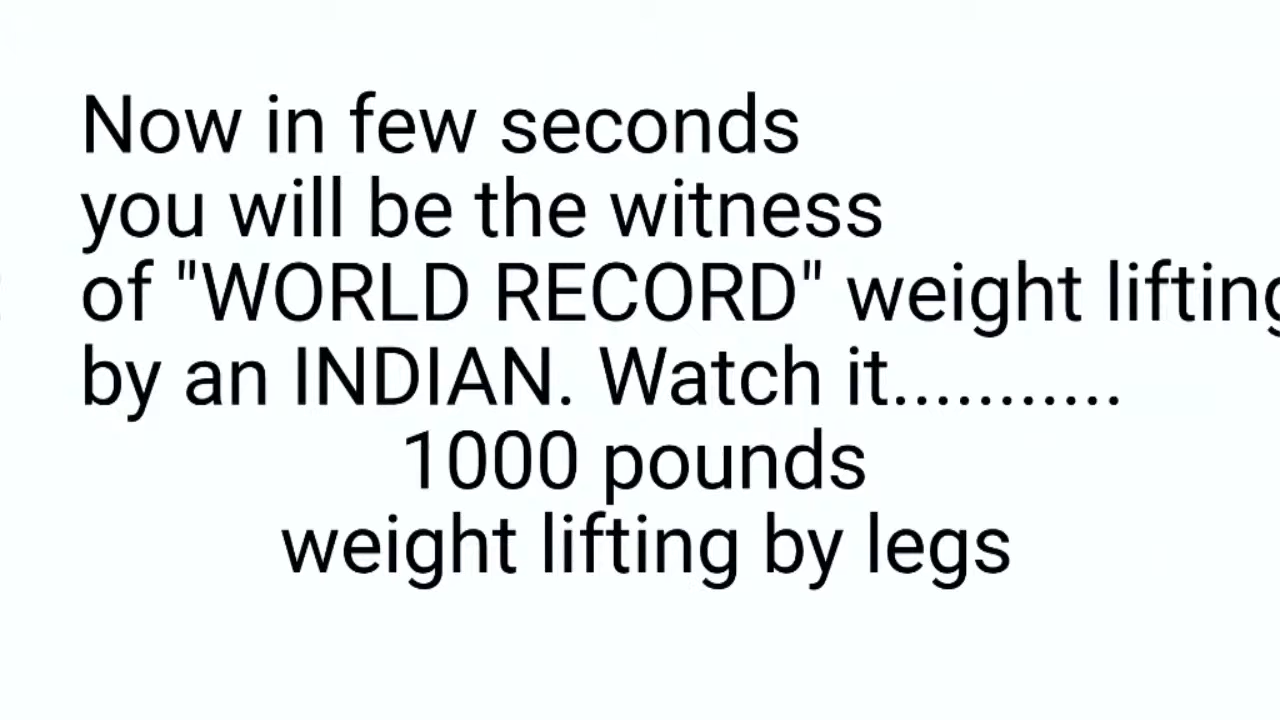 Now in few seconds
you will be the witness
of "WORLD RECORD" weight lifting
by an INDIAN. Watch it...........
1000 pounds
weight lifting by legs